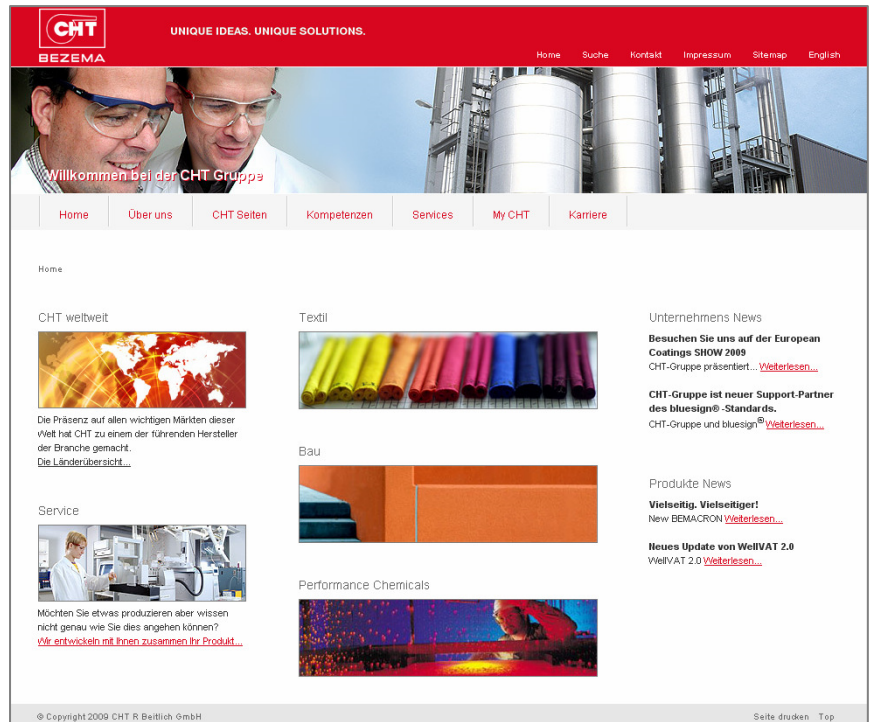 CHT
BEZEMA
UNIQUE IDEAS. UNIQUE SOLUTIONS.
Home Suche Kontakt Impressum Sitemap English
Willkommen bei der CHT Gruppe
Home Über uns CHT Seiten Kompetenzen Services My CHT Karriere
Home
CHT weltweit
Die Präsenz auf allen wichtigen Märkten dieser
Welt hat CHT zu einem der führenden Hersteller
der Branche gemacht.
Die Länderübersicht...
Service
Möchten Sie etwas produzieren aber wissen
nicht genau wie Sie dies angehen können?
Wir entwickeln mit Ihnen zusammen Ihr Produkt...
Textil
Bau
Performance Chemicals
Unternehmens News
Besuchen Sie uns auf der European
Coatings SHOW 2009
CHT-Gruppe präsentiert... Weiterlesen...
CHT-Gruppe ist neuer Support-Partner
des bluesign® -Standards.
CHT-Gruppe und bluesign® Weiterlesen...
Produkte News
Vielseitig. Vielseitiger!
New BEMACRON Weiterlesen...
Neues Update von WellVAT 2.0
WellVAT 2.0 Weiterlesen...
© Copyright 2009 CHT R Beitlich GmbH
Seite drucken Top